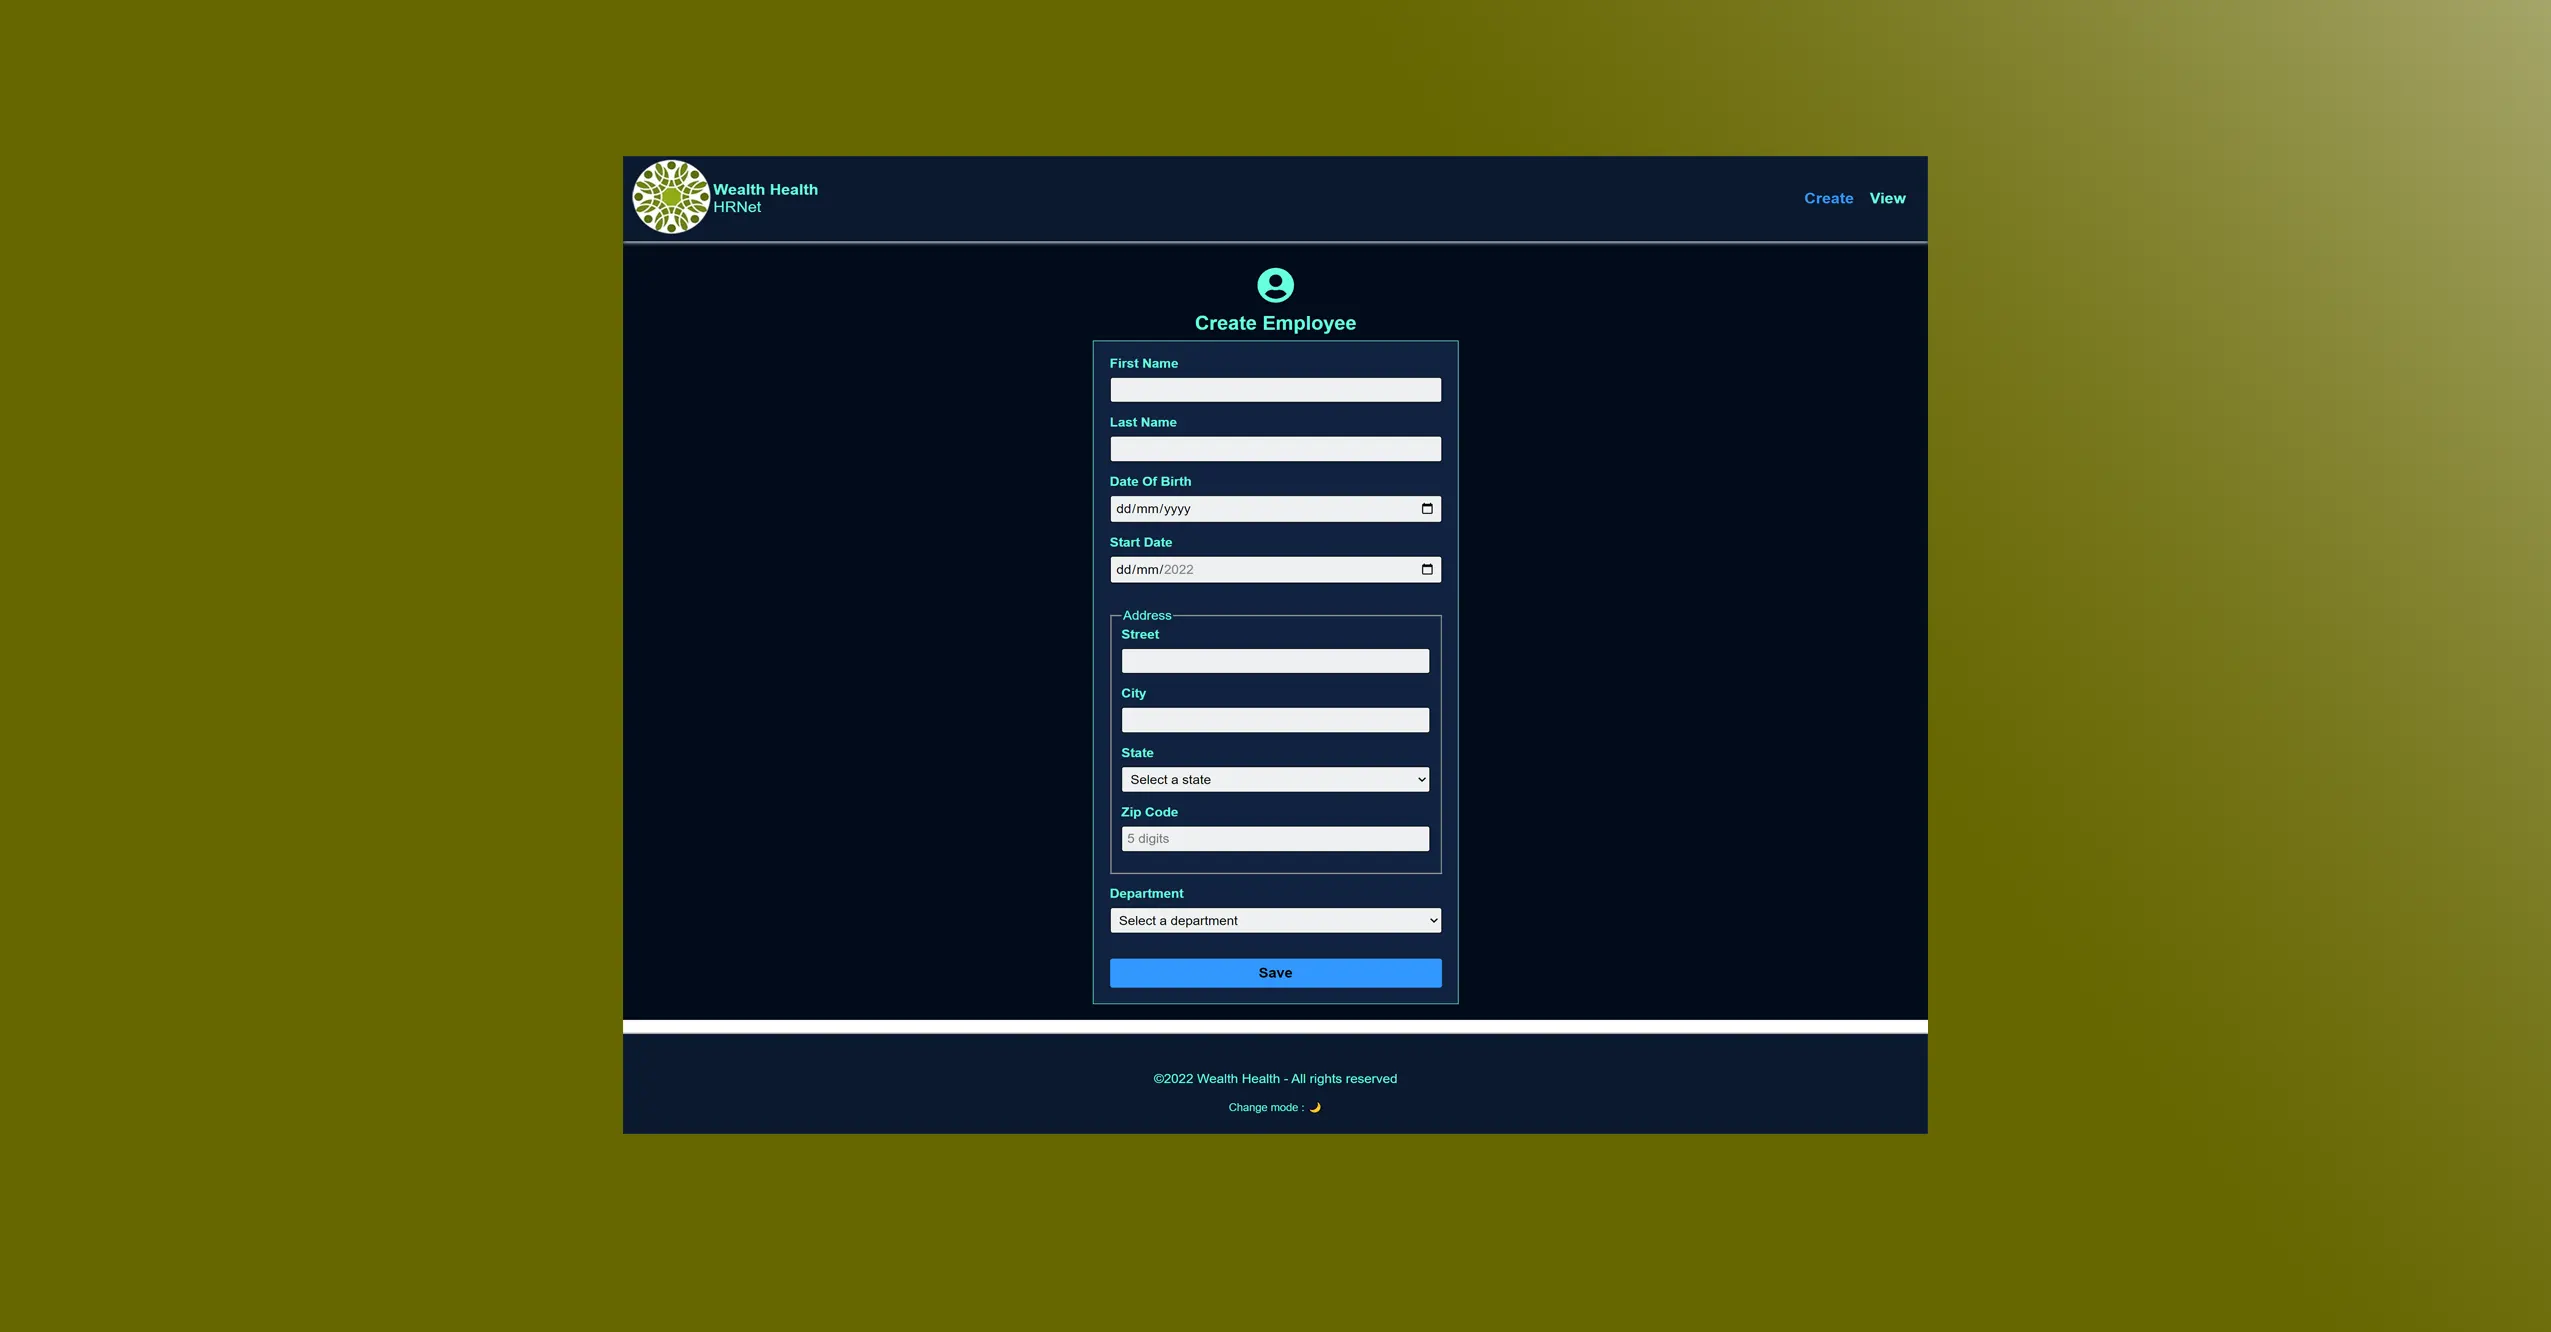 Wealth Health
HRNet
Create
View
Create Employee
First Name
Last Name
Date Of Birth
dd/mm/yyyy
Start Date
dd/mm/2022
Address
Street
City
State
Select a state
Zip Code
5 digits
Department
Select a department
Save
©2022 Wealth Health - All rights reserved
Change mode : 🌙